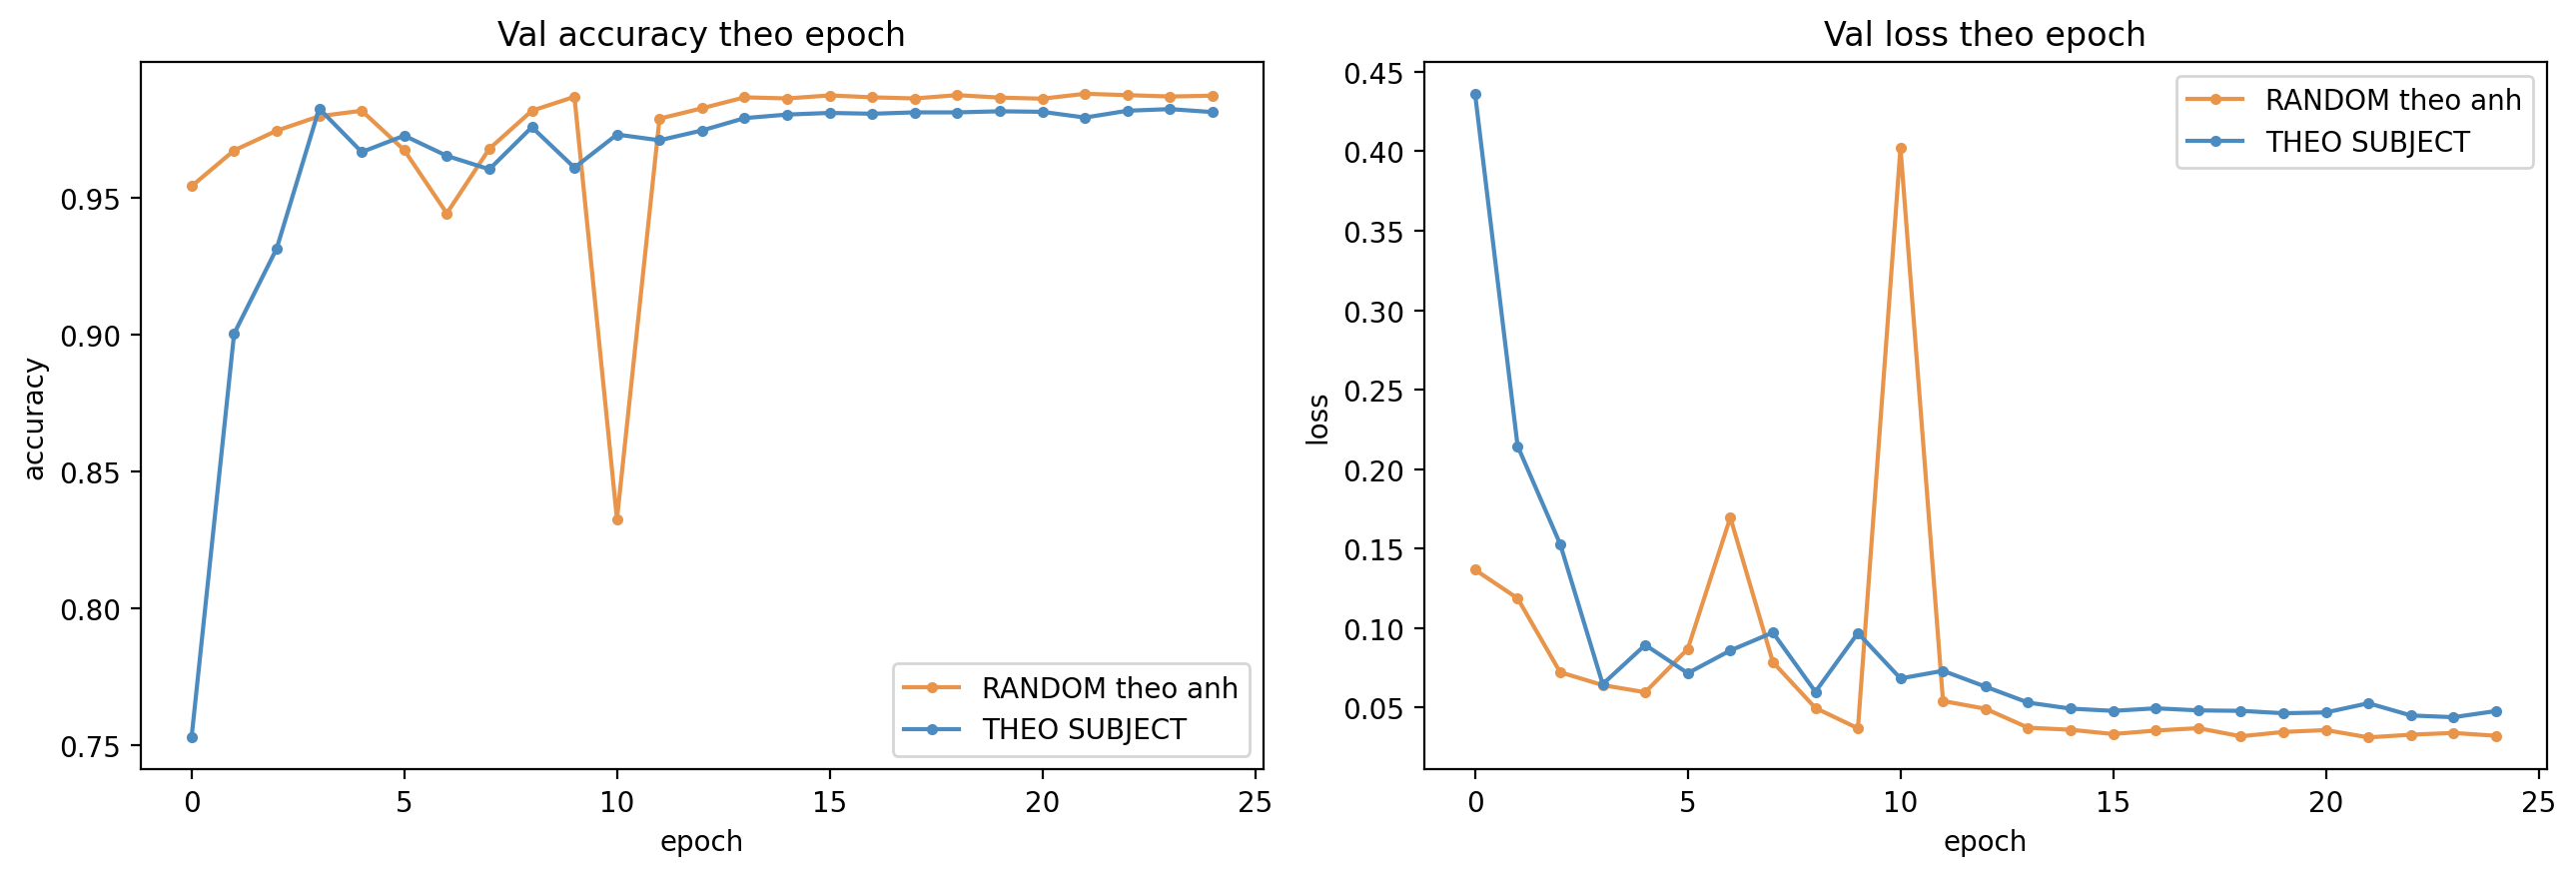 Val accuracy theo epoch
accuracy
0.95
0.90
0.85
0.80
0.75
0 5 10 15 20 25
epoch
RANDOM theo anh
THEO SUBJECT
Val loss theo epoch
loss
0.45
0.40
0.35
0.30
0.25
0.20
0.15
0.10
0.05
0 5 10 15 20 25
epoch
RANDOM theo anh
THEO SUBJECT